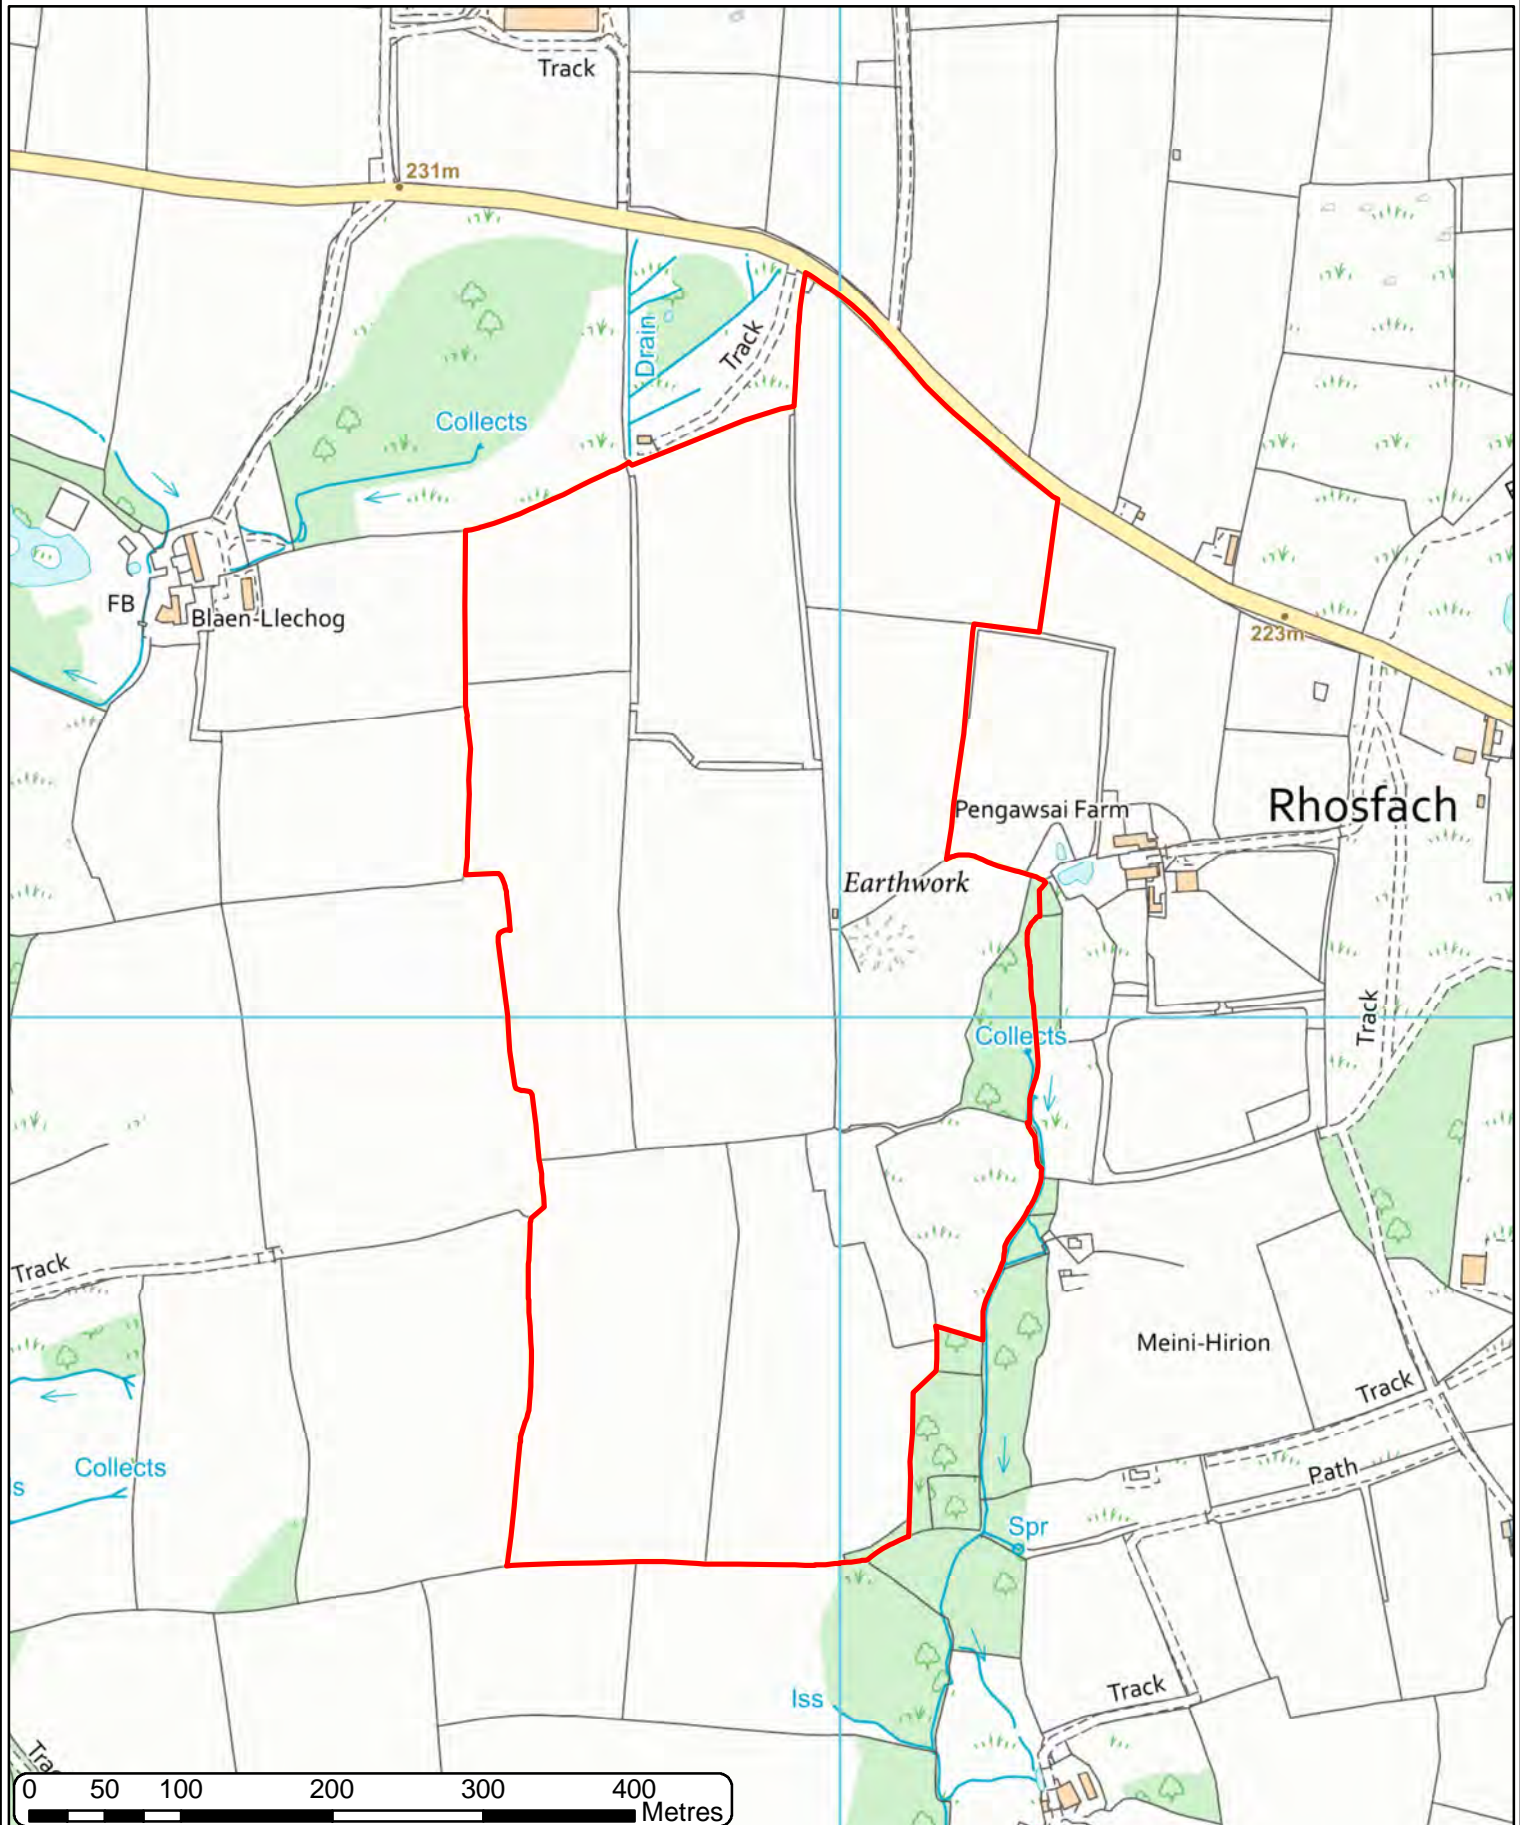 Track
231m
Drain
Track
Collects
FB
Blaen-Llechog
223m
Pengawsai Farm
Rhosfach
Earthwork
Track
Collects
Track
Meini-Hirion
Track
Collects
Path
Spr
Track
Iss
0 50 100 200 300 400
Metres